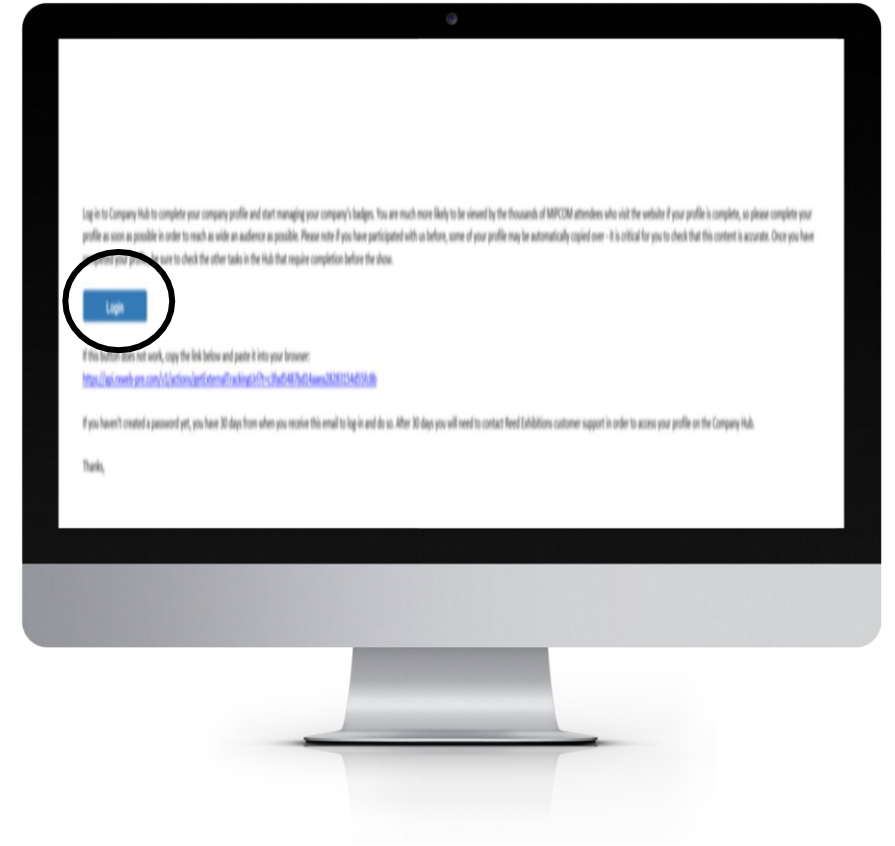 Log-in to Company Hub to complete your company profile and start managing your company's badges. You are much more likely to be viewed by the thousands of MIPCOM attendees who visit the website if your profile is complete, so please complete your
profile as soon as possible in order to reach as wide an audience as possible. Please note if you have participated with us before, some of your profile may be automatically copied over - it is critical for you to check that this content is accurate. Once you have
completed your profile, be sure to check the other tasks in the Hub that require completion before the show.
Login
If this button does not work, copy the link below and paste it into your browser:
If you haven't created a password yet, you have 30 days from when you receive this email to log-in and do so. After 30 days you will need to contact Reed Exhibitions customer support in order to access your profile on the Company Hub.
Thanks,